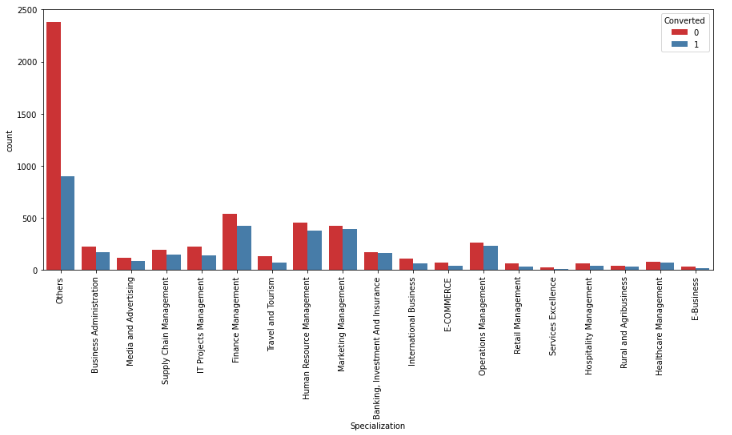 2500
2000
1500
1000
500
0
count
Converted
0
1
Others
Business Administration
Media and Advertising
Supply Chain Management
IT Projects Management
Finance Management
Travel and Tourism
Human Resource Management
Marketing Management
Banking, Investment And Insurance
International Business
E-COMMERCE
Operations Management
Retail Management
Services Excellence
Hospitality Management
Rural and Agribusiness
Healthcare Management
E-Business
Specialization